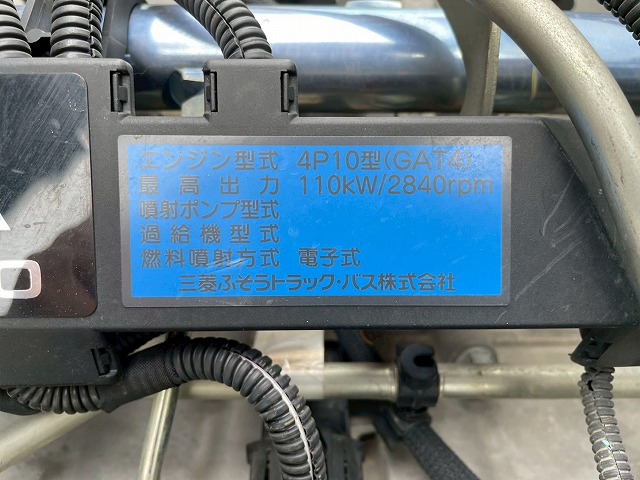 エンジン型式 4P10型(GAT4)
最高出力 110kW/2840rpm
噴射ポンプ型式
過給機型式
燃料噴射方式 電子式
三菱ふそうトラック・バス株式会社